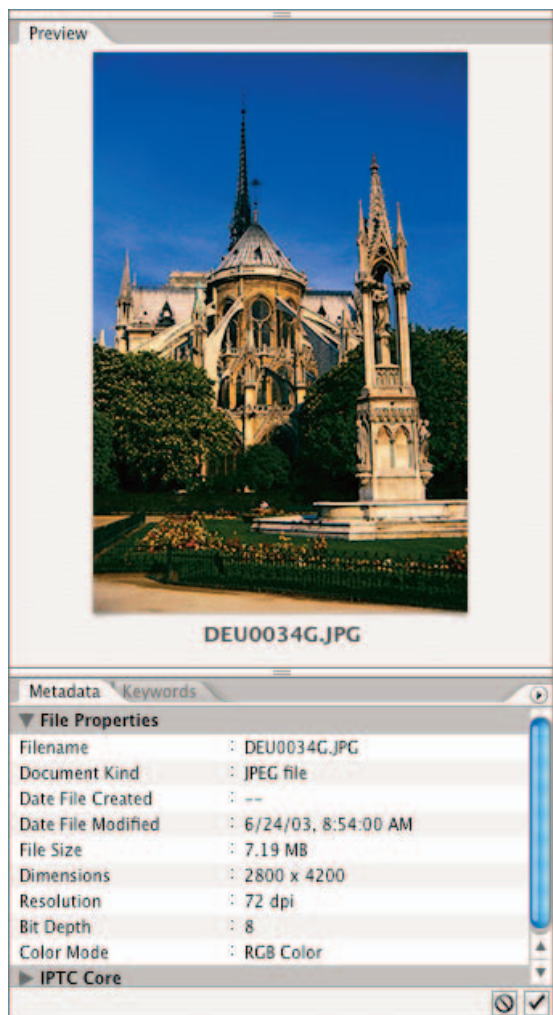 Preview
DEU0034G.JPG
Metadata Keywords
File Properties
Filename : DEU0034G.JPG
Document Kind : JPEG file
Date File Created : --
Date File Modified : 6/24/03, 8:54:00 AM
File Size : 7.19 MB
Dimensions : 2800 x 4200
Resolution : 72 dpi
Bit Depth : 8
Color Mode : RGB Color
IPTC Core